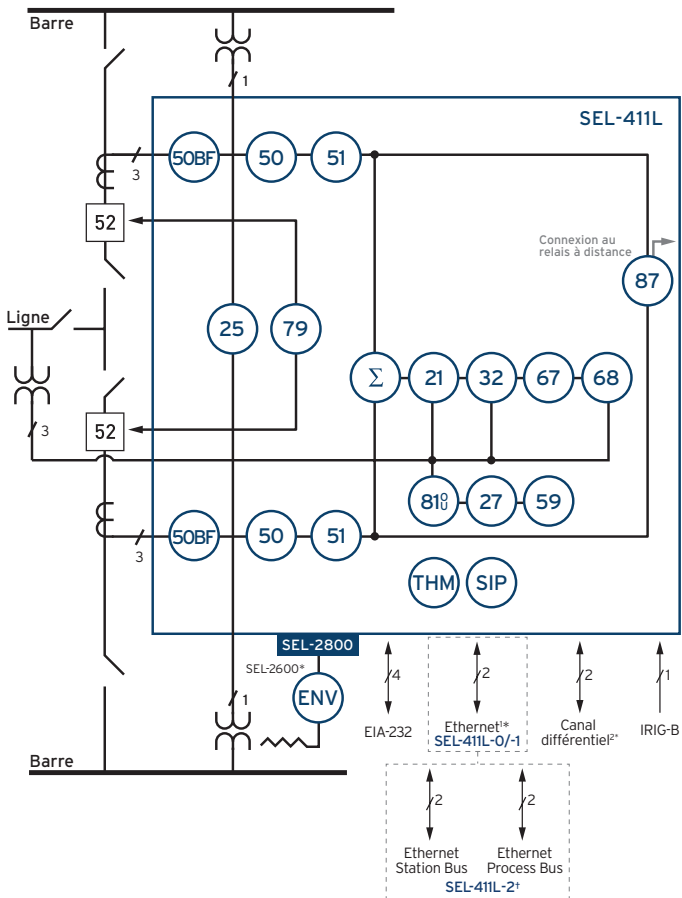 Barre
1
SEL-411L
50BF
50
51
3
52
Connexion au
relais à distance
87
Ligne
25
79
Σ
21
32
67
68
3
52
81 O U
27
59
50BF
50
51
3
THM
SIP
SEL-2800
SEL-2600*
ENV
1
4
2
2
1
EIA-232
Ethernet¹*
SEL-411L-0/-1
Canal
différentiel²*
IRIG-B
Barre
2
2
Ethernet
Station Bus
Ethernet
Process Bus
SEL-411L-2†